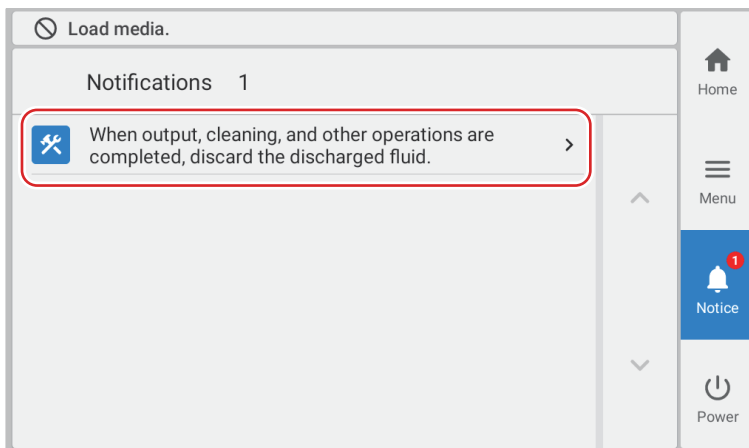 Load media.
Notifications 1
When output, cleaning, and other operations are
completed, discard the discharged fluid.
Home
Menu
1
Notice
Power